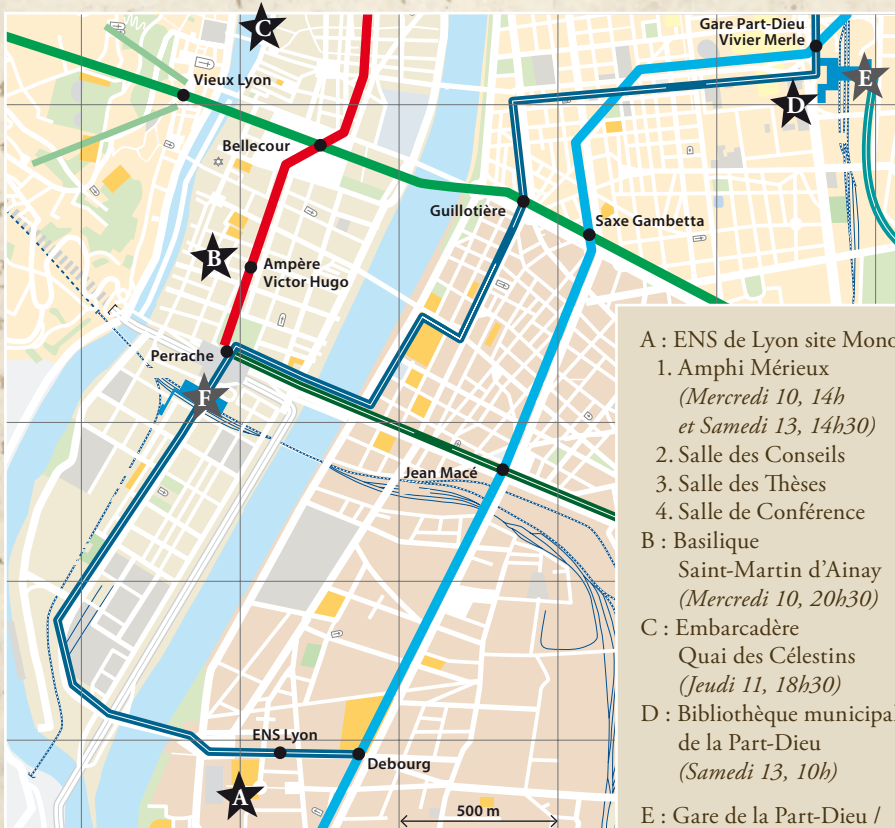 C
Gare Part-Dieu
Vivier Merle
E
Vieux Lyon
D
Bellecour
Guillotière
Saxe Gambetta
B
Ampère
Victor Hugo
Perrache
F
Jean Macé
ENS Lyon
Debourg
A
500 m
A : ENS de Lyon site Mono
1. Amphi Mérieux
(Mercredi 10, 14h
et Samedi 13, 14h30)
2. Salle des Conseils
3. Salle des Thèses
4. Salle de Conférence
B : Basilique
Saint-Martin d’Ainay
(Mercredi 10, 20h30)
C : Embarcadère
Quai des Célestins
(Jeudi 11, 18h30)
D : Bibliothèque municipal
de la Part-Dieu
(Samedi 13, 10h)
E : Gare de la Part-Dieu /